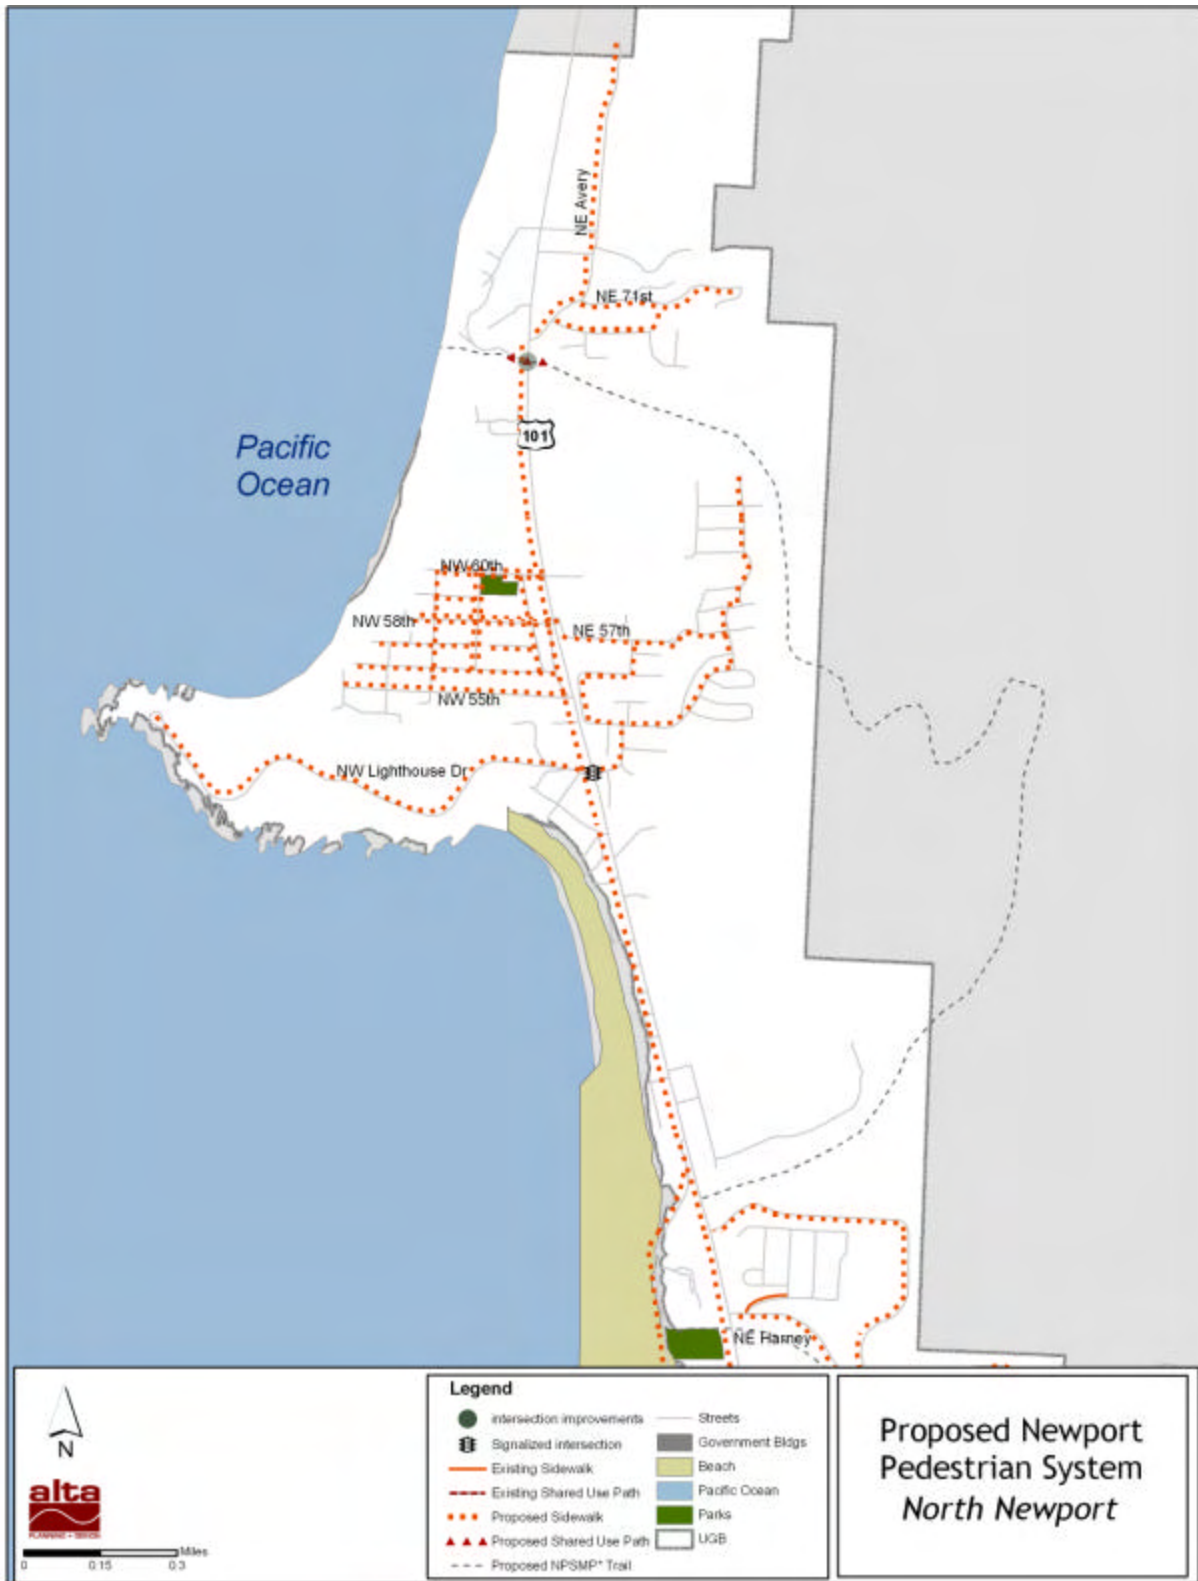 NE Avery
NE 71st
101
Pacific
Ocean
NW 60th
NW 58th
NE 57th
NW 55th
NW Lighthouse Dr
NE Harney
N
alta
PLANNING + DESIGN
Miles
0 0.15 0.3
Legend
intersection improvements
Signalized intersection
Existing Sidewalk
Existing Shared Use Path
Proposed Sidewalk
Proposed Shared Use Path
Proposed NPSMP* Trail
Streets
Government Bldgs
Beach
Pacific Ocean
Parks
UGB
Proposed Newport
Pedestrian System
North Newport